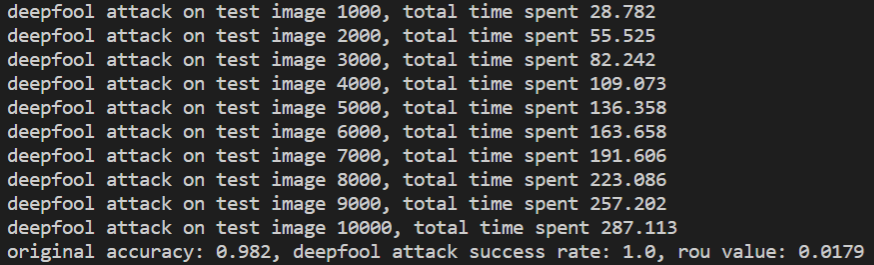 deepfool attack on test image 1000, total time spent 28.782
deepfool attack on test image 2000, total time spent 55.525
deepfool attack on test image 3000, total time spent 82.242
deepfool attack on test image 4000, total time spent 109.073
deepfool attack on test image 5000, total time spent 136.358
deepfool attack on test image 6000, total time spent 163.658
deepfool attack on test image 7000, total time spent 191.606
deepfool attack on test image 8000, total time spent 223.086
deepfool attack on test image 9000, total time spent 257.202
deepfool attack on test image 10000, total time spent 287.113
original accuracy: 0.982, deepfool attack success rate: 1.0, rou value: 0.0179